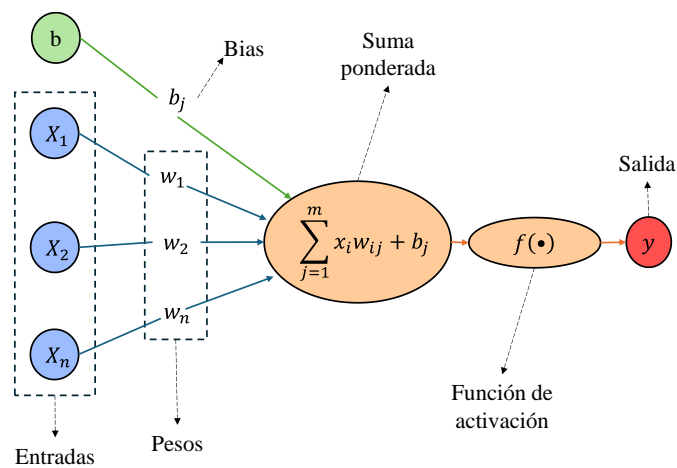 b
Bias
Suma
ponderada
b_j
X_1
w_1
Salida
X_2
w_2
\sum_{j=1}^{m} x_i w_{ij} + b_j
f(•)
y
w_n
X_n
Función de
activación
Pesos
Entradas